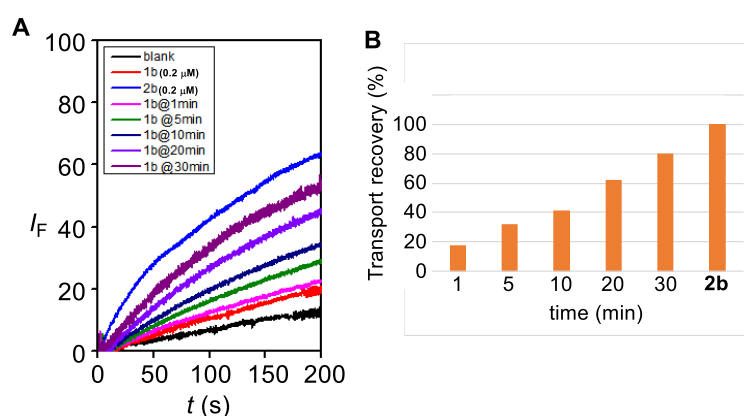 A
100
80
60
40
20
0
I_F
0 50 100 150 200
t (s)
blank
1b (0.2 μM)
2b (0.2 μM)
1b@1min
1b @5min
1b@10min
1b@20min
1b @30min
B
Transport recovery (%)
100
80
60
40
20
0
1 5 10 20 30 2b
time (min)